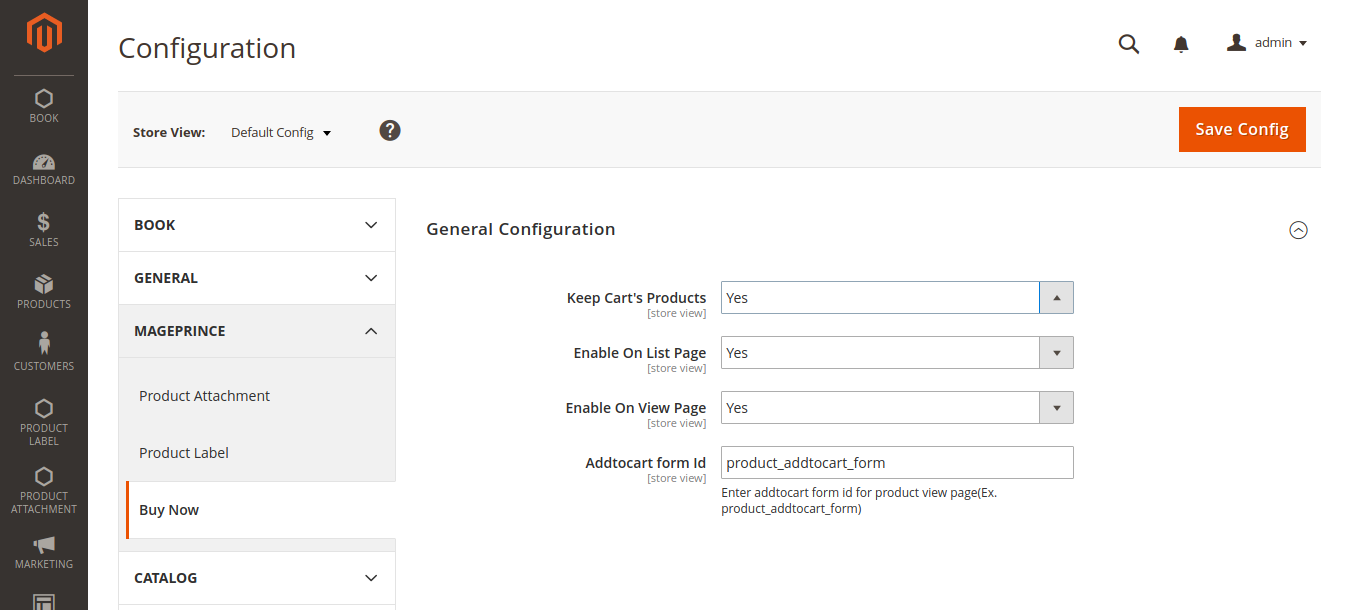 Configuration
admin
Store View:
Default Config
?
Save Config
BOOK
DASHBOARD
$
SALES
PRODUCTS
CUSTOMERS
PRODUCT
LABEL
PRODUCT
ATTACHMENT
MARKETING
BOOK
GENERAL
MAGEPRINCE
Product Attachment
Product Label
Buy Now
CATALOG
General Configuration
Keep Cart's Products
[store view]
Yes
Enable On List Page
[store view]
Yes
Enable On View Page
[store view]
Yes
Addtocart form Id
[store view]
product_addtocart_form
Enter addtocart form id for product view page(Ex.
product_addtocart_form)